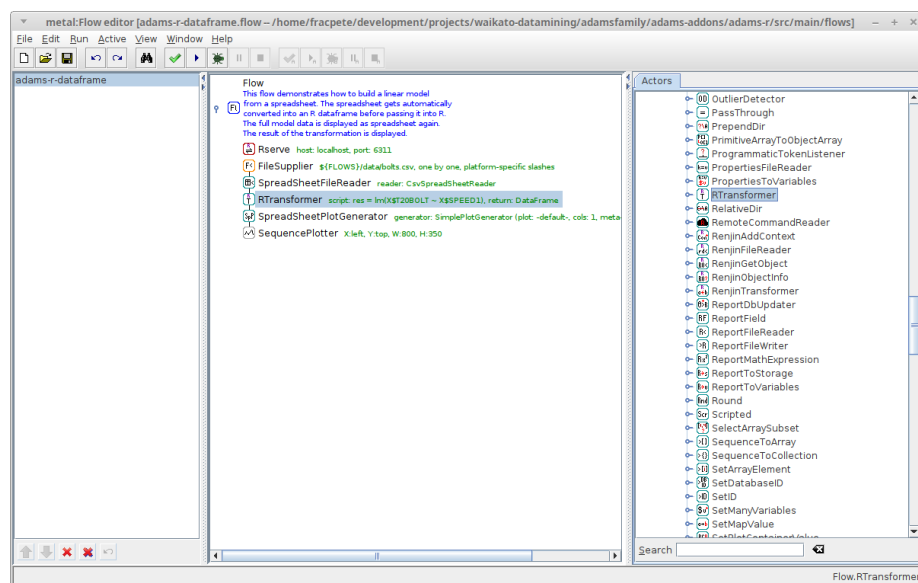 metal:Flow editor [adams-r-dataframe.flow – /home/fracpete/development/projects/waikato-datamining/adamsfamily/adams-addons/adams-r/src/main/flows]
File Edit Run Active View Window Help
adams-r-dataframe
Flow
This flow demonstrates how to build a linear model
from a spreadsheet. The spreadsheet gets automatically
converted into an R dataframe before passing it into R.
The full model data is displayed as spreadsheet again.
The result of the transformation is displayed.
Rserve host: localhost, port: 6311
FileSupplier ${FLOWS}/data/bolts.csv, one by one, platform-specific slashes
SpreadSheetFileReader reader: CsvSpreadSheetReader
RTransformer script: res = lm(X$T20BOLT ~ X$SPEED1), return: DataFrame
SpreadSheetPlotGenerator generator: SimplePlotGenerator (plot: -default-, cols: 1, meta
SequencePlotter X:left, Y:top, W:800, H:350
Actors
OutlierDetector
PassThrough
PrependDir
PrimitiveArrayToObjectArray
ProgrammaticTokenListener
PropertiesFileReader
PropertiesToVariables
RTransformer
RelativeDir
RemoteCommandReader
RenjinAddContext
RenjinFileReader
RenjinGetObject
RenjinObjectInfo
RenjinTransformer
ReportDbUpdater
ReportField
ReportFileReader
ReportFileWriter
ReportMathExpression
ReportToStorage
ReportToVariables
Round
Scripted
SelectArraySubset
SequenceToArray
SequenceToCollection
SetArrayElement
SetDatabaseID
SetID
SetManyVariables
SetMapValue
SetPlotContainerValue
Search
Flow.RTransformer